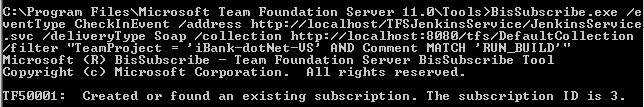 C:\Program Files\Microsoft Team Foundation Server 11.0\Tools>BisSubscribe.exe /e
ventType CheckInEvent /address http://localhost/TFSJenkinsService/JenkinsService
.svc /deliveryType Soap /collection http://localhost:8080/tfs/DefaultCollection
/filter "TeamProject = 'iBank-dotNet-VS' AND Comment MATCH 'RUN_BUILD'"
Microsoft (R) BisSubscribe - Team Foundation Server BisSubscribe Tool
Copyright (c) Microsoft Corporation.  All rights reserved.
TF50001:  Created or found an existing subscription. The subscription ID is 3.